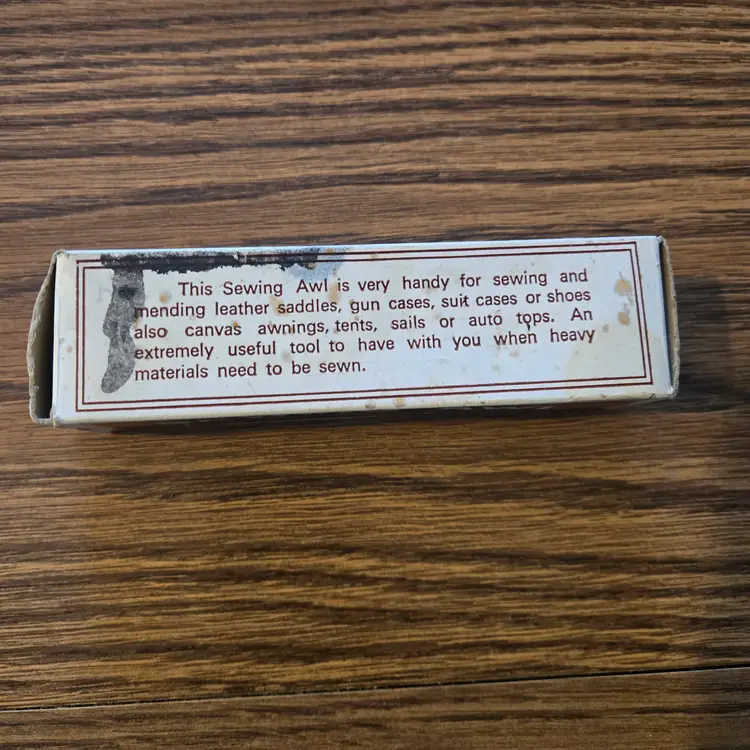 This Sewing Awl is very handy for sewing and
mending leather saddles, gun cases, suit cases or shoes
also canvas awnings, tents, sails or auto tops. An
extremely useful tool to have with you when heavy
materials need to be sewn.